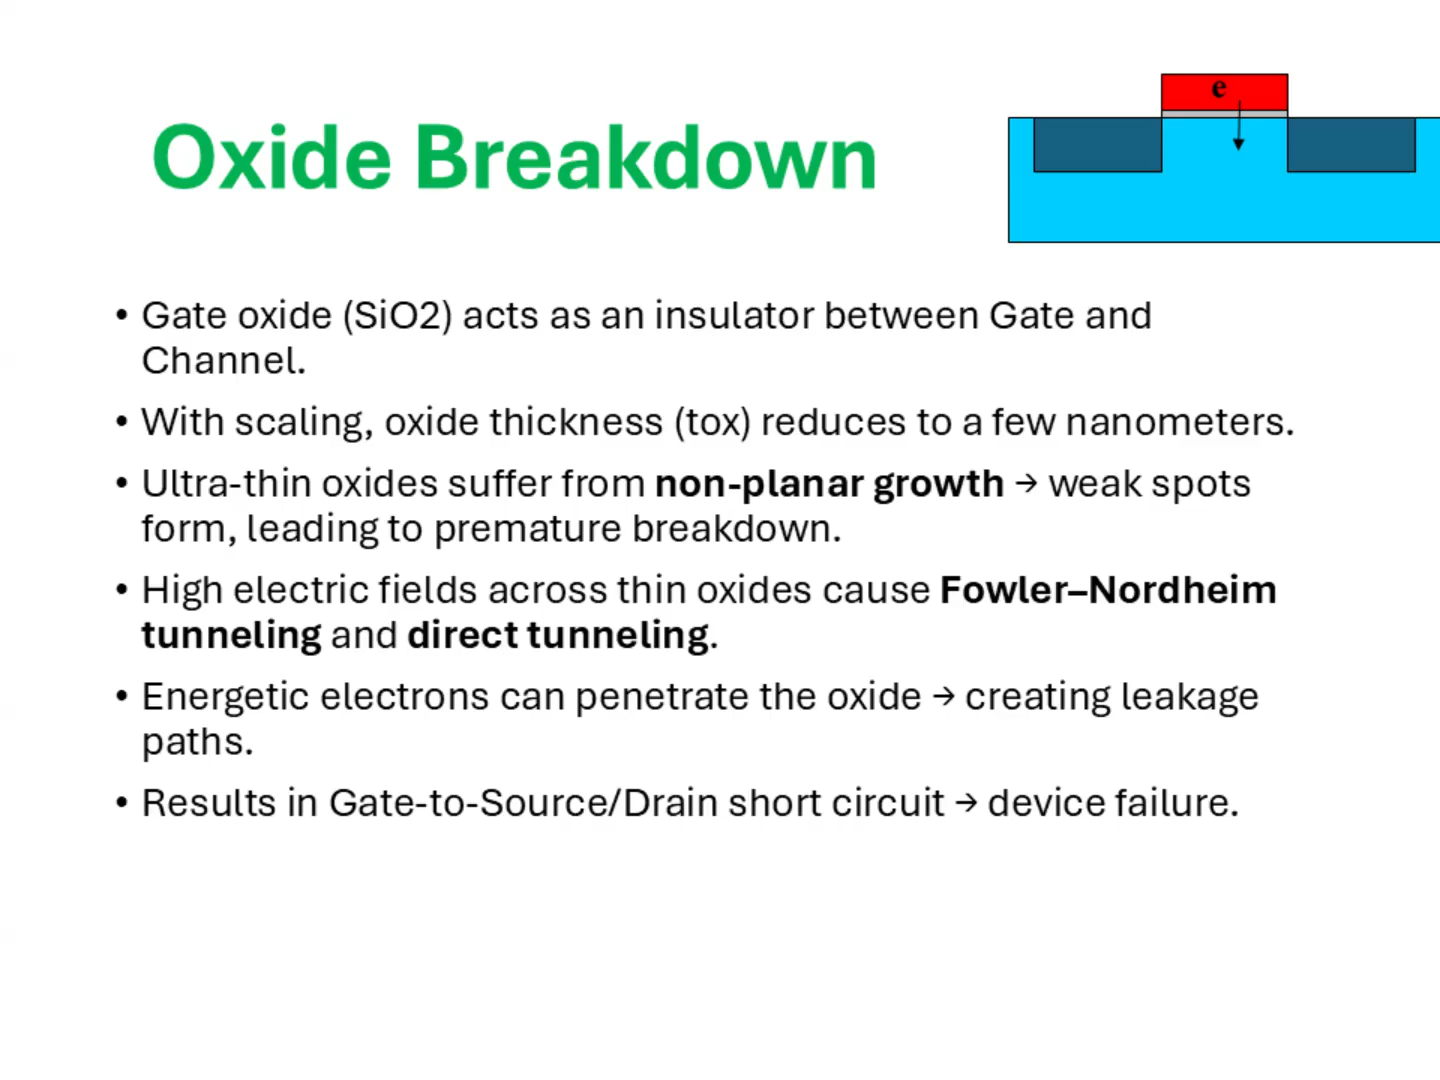 Oxide Breakdown
e
• Gate oxide (SiO2) acts as an insulator between Gate and
Channel.
• With scaling, oxide thickness (tox) reduces to a few nanometers.
• Ultra-thin oxides suffer from non-planar growth → weak spots
form, leading to premature breakdown.
• High electric fields across thin oxides cause Fowler–Nordheim
tunneling and direct tunneling.
• Energetic electrons can penetrate the oxide → creating leakage
paths.
• Results in Gate-to-Source/Drain short circuit → device failure.